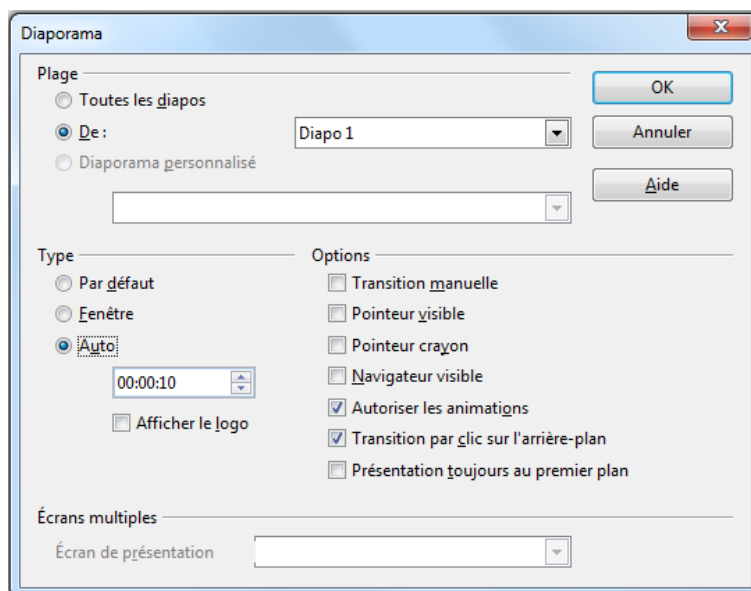 Diaporama
Plage
Toutes les diapos
OK
De :
Diapo 1
Annuler
Diaporama personnalisé
Aide
Type
Options
Par défaut
Transition manuelle
Fenêtre
Pointeur visible
Auto
Pointeur crayon
00:00:10
Navigateur visible
Autoriser les animations
Afficher le logo
Transition par clic sur l'arrière-plan
Présentation toujours au premier plan
Écrans multiples
Écran de présentation